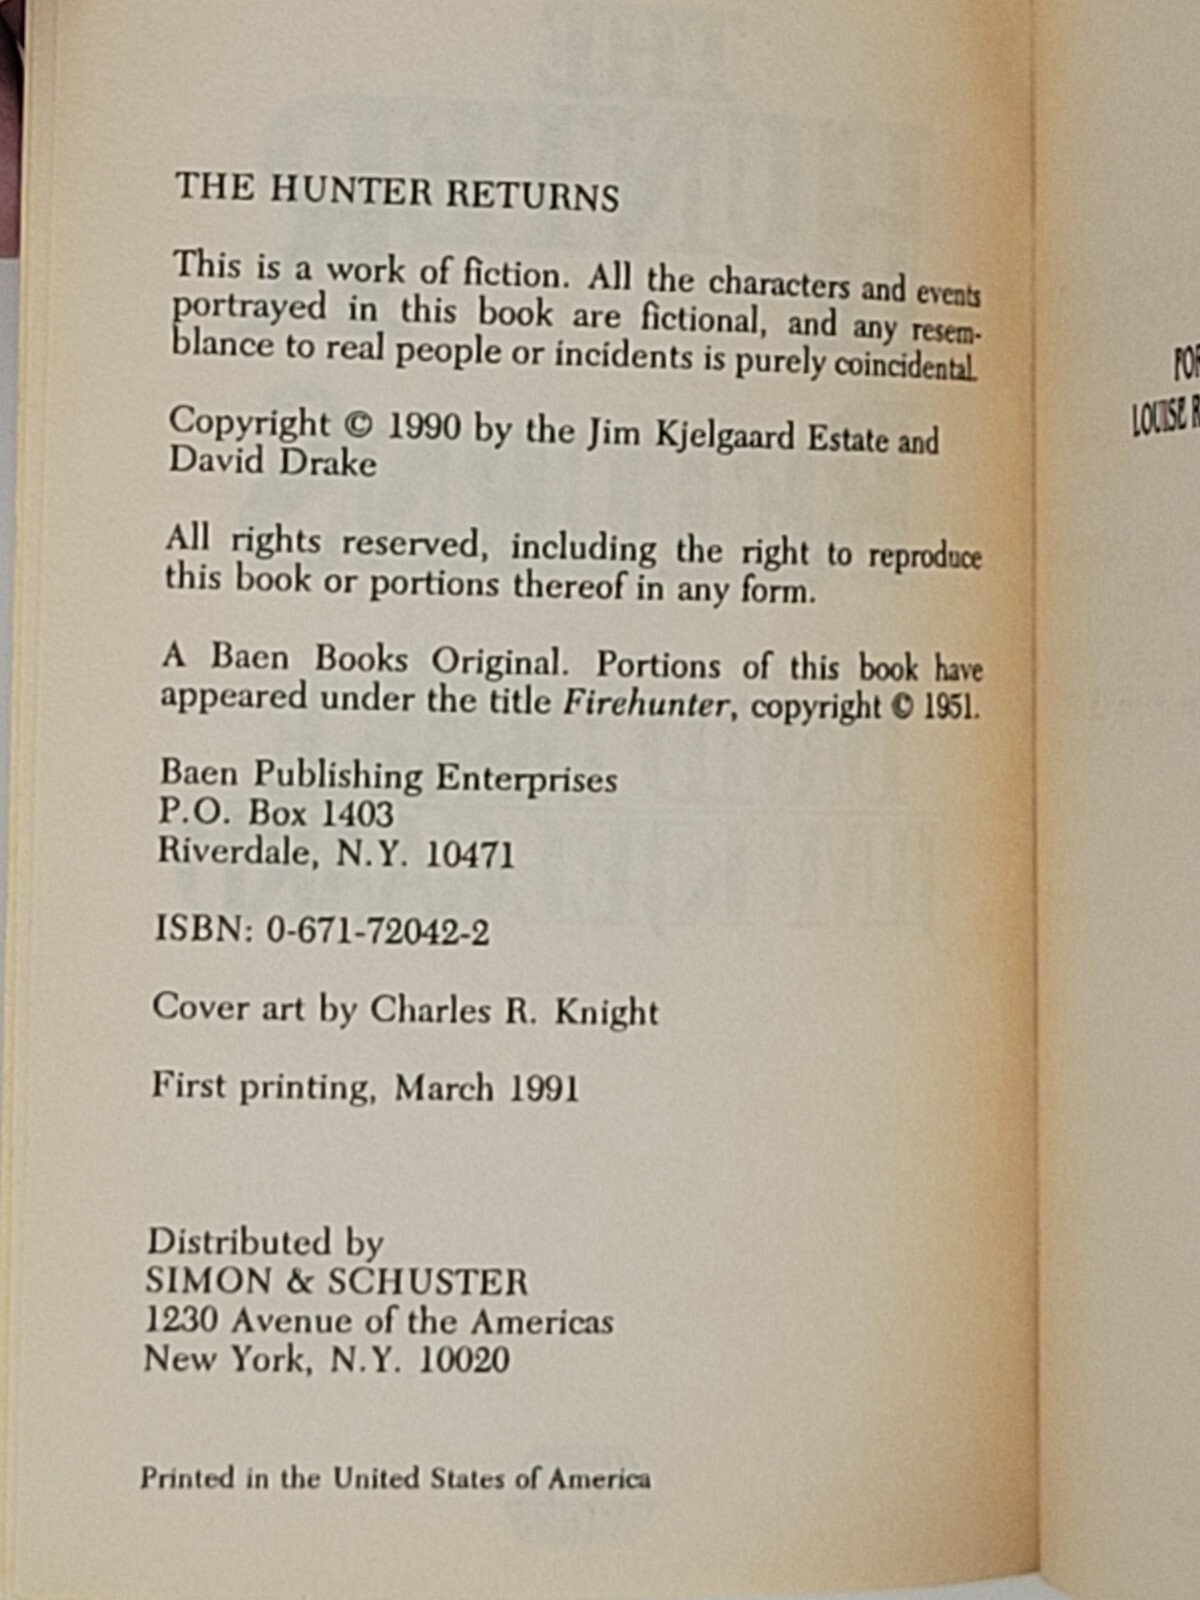 THE HUNTER RETURNS
This is a work of fiction. All the characters and events
portrayed in this book are fictional, and any resem-
blance to real people or incidents is purely coincidental.
Copyright © 1990 by the Jim Kjelgaard Estate and
David Drake
All rights reserved, including the right to reproduce
this book or portions thereof in any form.
A Baen Books Original. Portions of this book have
appeared under the title Firehunter, copyright © 1951.
Baen Publishing Enterprises
P.O. Box 1403
Riverdale, N.Y. 10471
ISBN: 0-671-72042-2
Cover art by Charles R. Knight
First printing, March 1991
Distributed by
SIMON & SCHUSTER
1230 Avenue of the Americas
New York, N.Y. 10020
Printed in the United States of America
LOUISE